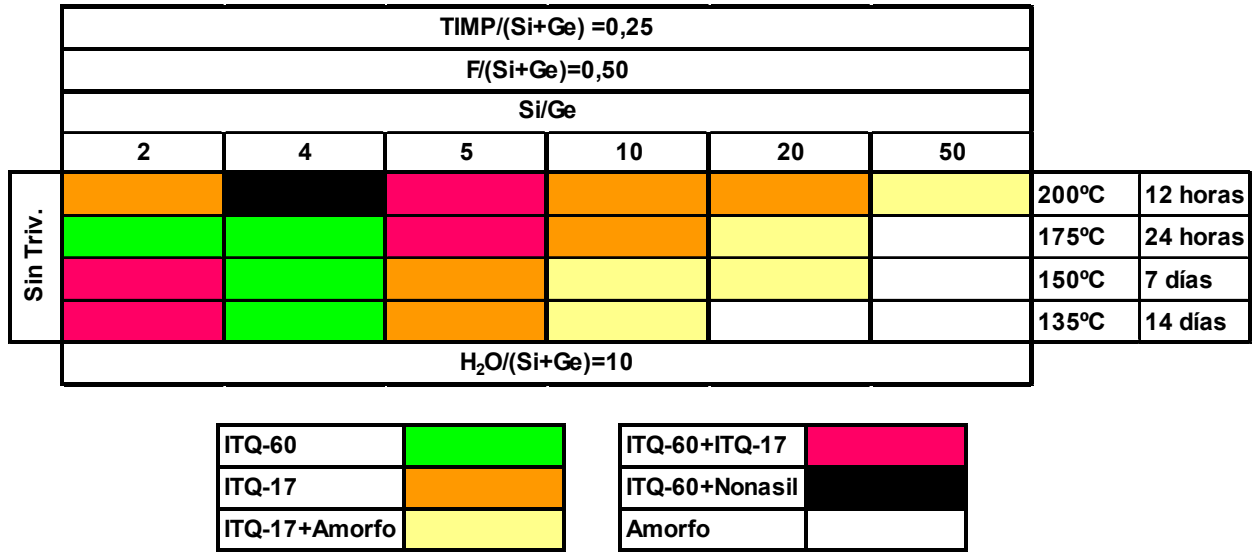 TIMP/(Si+Ge) =0,25
F/(Si+Ge)=0,50
Si/Ge
2 4 5 10 20 50
Sin Triv.
200ºC 12 horas
175ºC 24 horas
150ºC 7 días
135ºC 14 días
H₂O/(Si+Ge)=10
ITQ-60 ITQ-60+ITQ-17
ITQ-17 ITQ-60+Nonasil
ITQ-17+Amorfo Amorfo